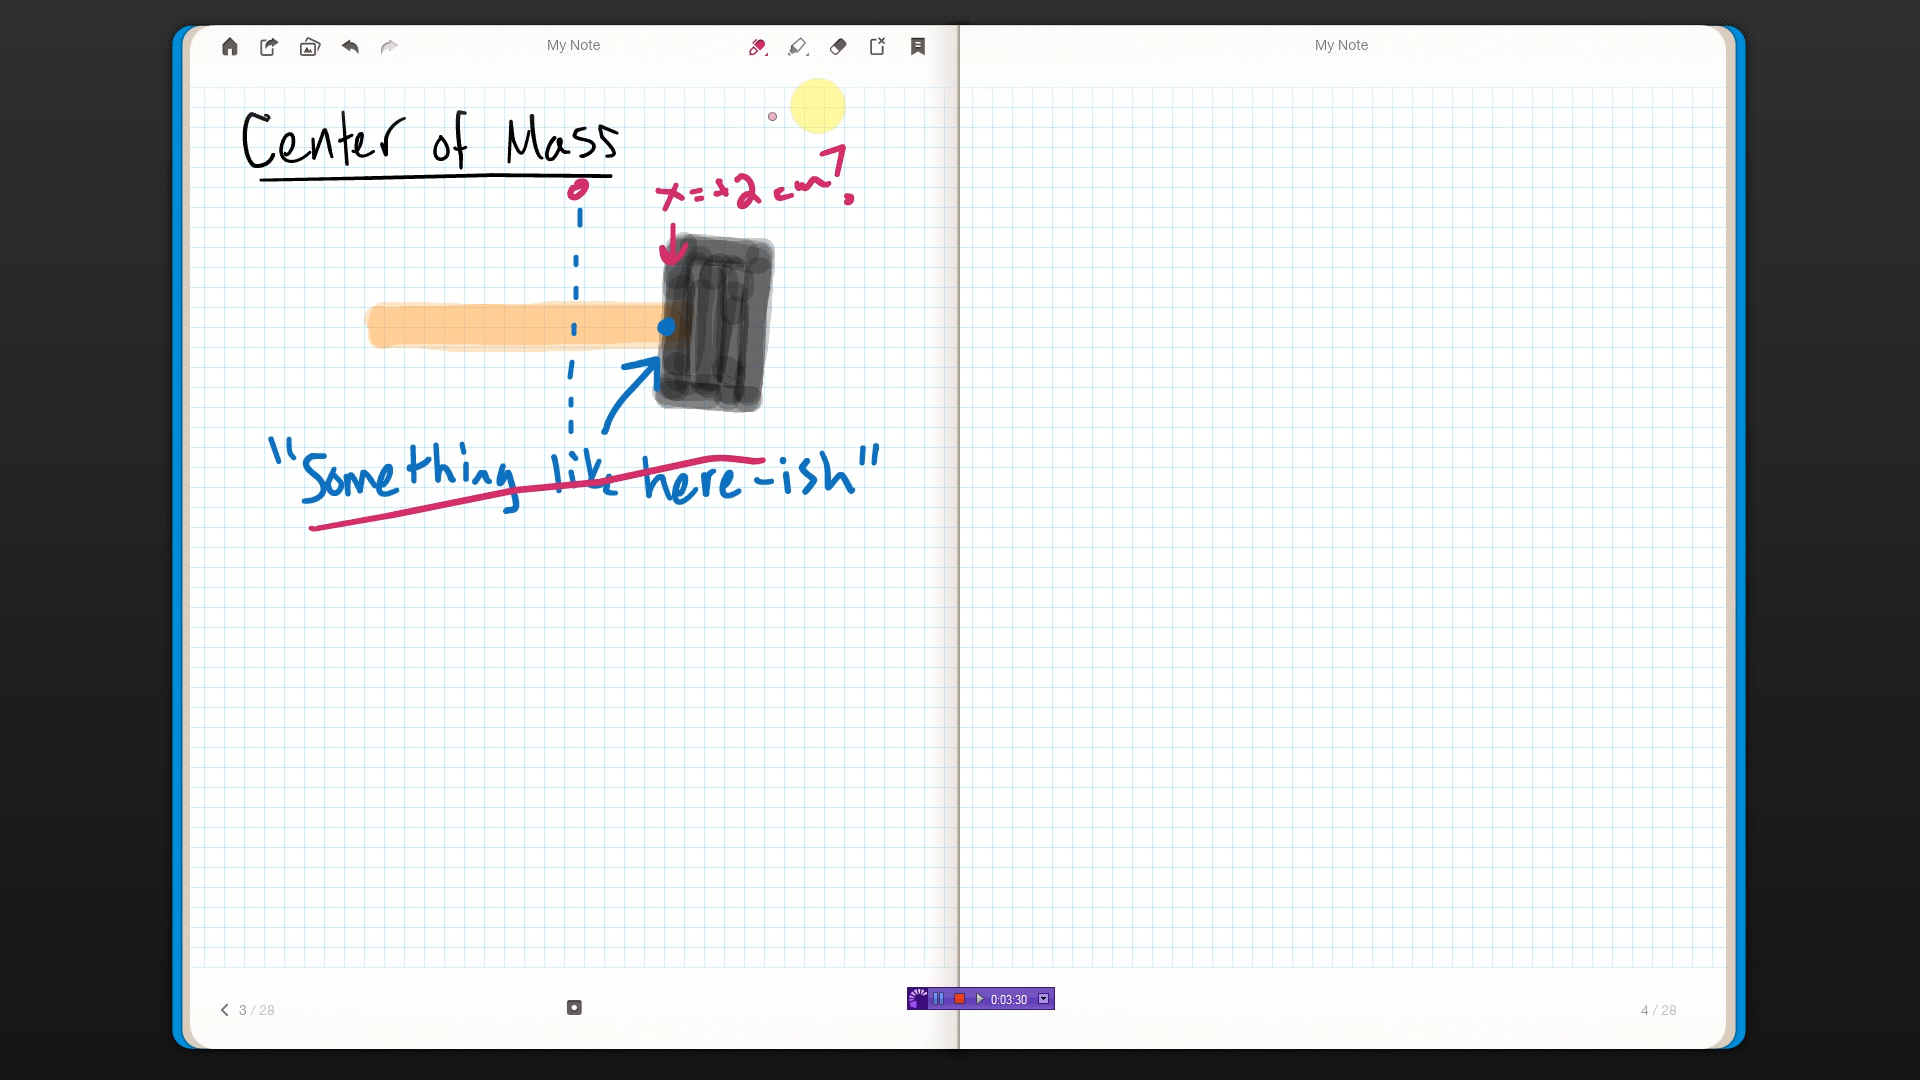 My Note
My Note
Center of Mass
0
x=+2 cm?
"Something like here-ish"
3 / 28
0:03:30
4 / 28